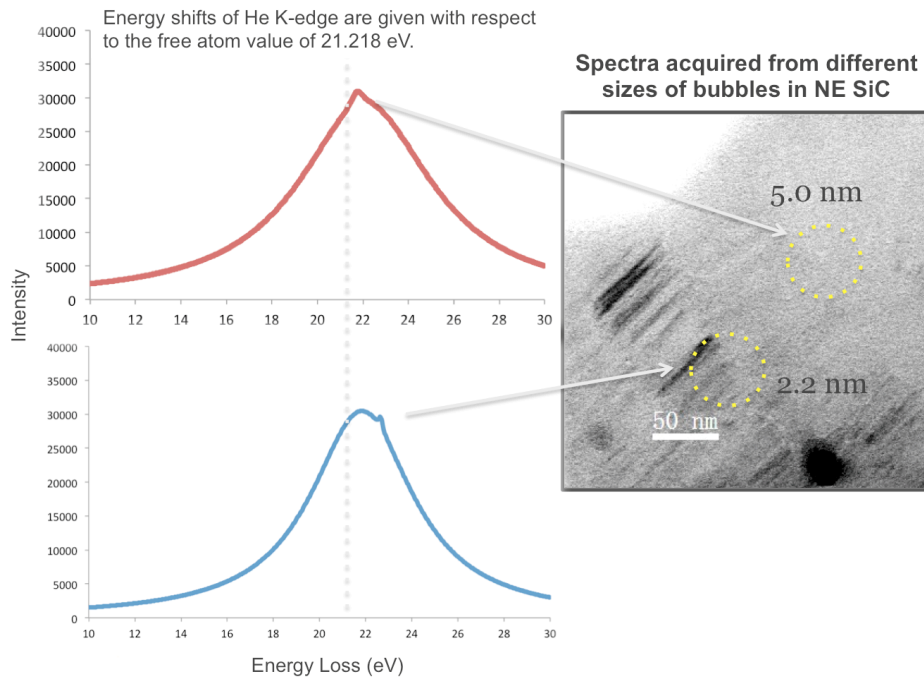 Energy shifts of He K-edge are given with respect
to the free atom value of 21.218 eV.
40000
35000
30000
25000
20000
15000
10000
5000
0
10 12 14 16 18 20 22 24 26 28 30
Intensity
40000
35000
30000
25000
20000
15000
10000
5000
0
10 12 14 16 18 20 22 24 26 28 30
Energy Loss (eV)
Spectra acquired from different
sizes of bubbles in NE SiC
5.0 nm
2.2 nm
50 nm